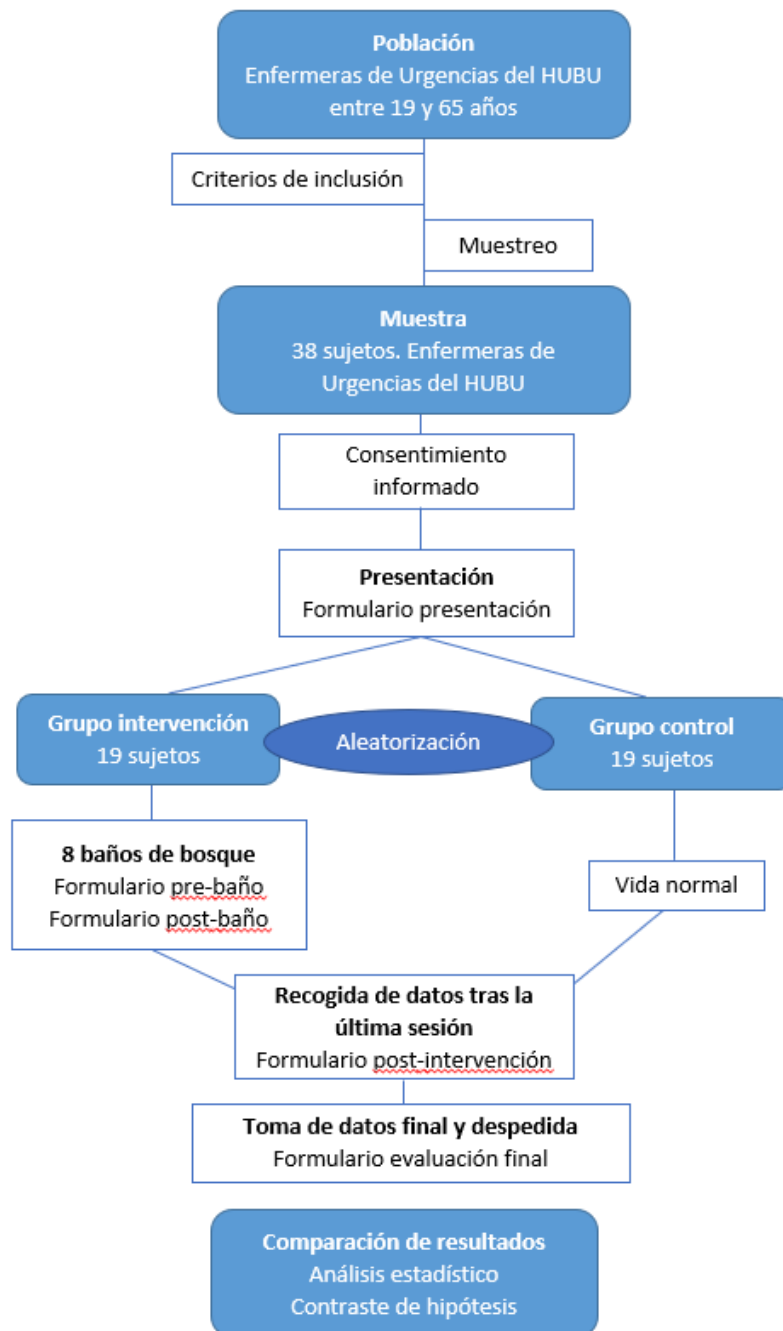 Población
Enfermeras de Urgencias del HUBU
entre 19 y 65 años
Criterios de inclusión
Muestreo
Muestra
38 sujetos. Enfermeras de
Urgencias del HUBU
Consentimiento
informado
Presentación
Formulario presentación
Grupo intervención
19 sujetos
Aleatorización
Grupo control
19 sujetos
8 baños de bosque
Formulario pre-baño
Formulario post-baño
Vida normal
Recogida de datos tras la
última sesión
Formulario post-intervención
Toma de datos final y despedida
Formulario evaluación final
Comparación de resultados
Análisis estadístico
Contraste de hipótesis